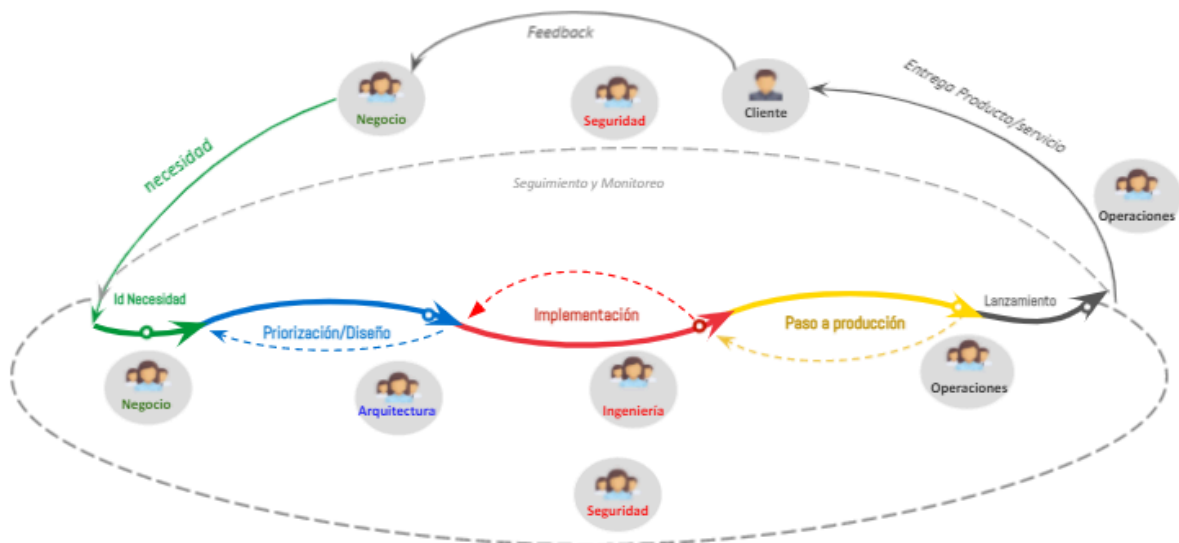 Feedback
Negocio
Seguridad
Cliente
Entrega Producto/servicio
necesidad
Seguimiento y Monitoreo
Operaciones
Id Necesidad
Priorización/Diseño
Implementación
Paso a producción
Lanzamiento
Negocio
Arquitectura
Ingeniería
Operaciones
Seguridad